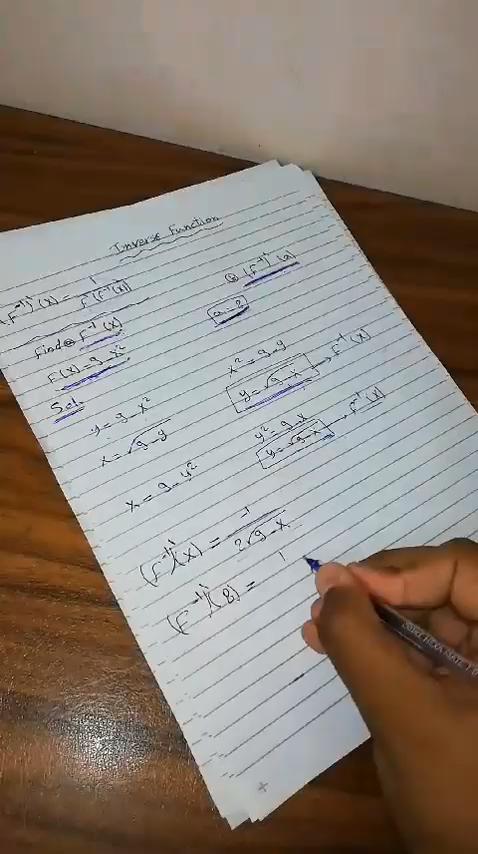 Inverse Function
(F⁻¹)'(x) = 1 / F'(F⁻¹(x))
Find ⓐ F⁻¹(x) ⓑ (F⁻¹)'(a)
F(x) = 9 - x²
a = 8
Sol:
y = 9 - x²
x² = 9 - y
x = √9-y
y = √9-x → F⁻¹(x)
x = 9 - y²
y² = 9 - x
y = √9-x → F⁻¹(x)
(F⁻¹)'(x) = -1 / 2√9-x
(F⁻¹)'(8) =